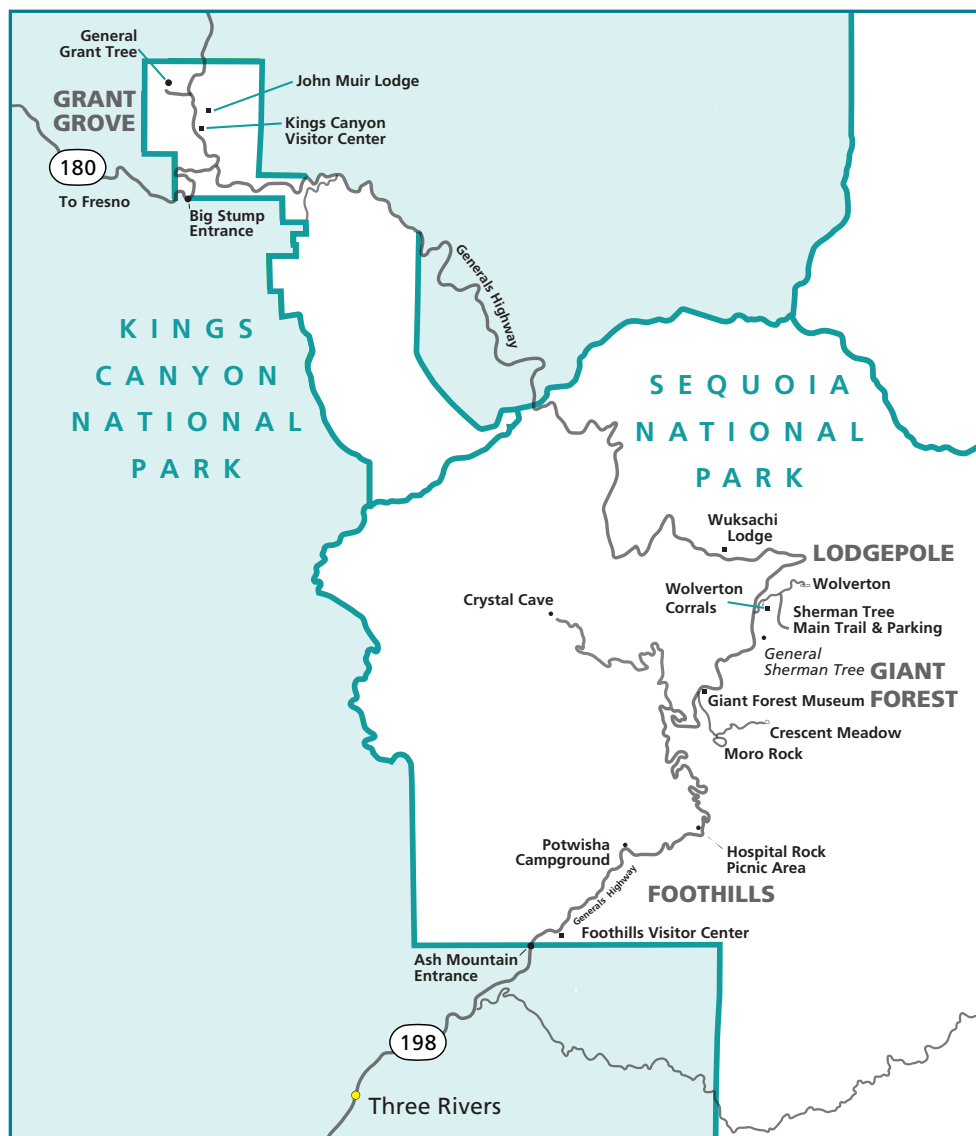 General
Grant Tree
John Muir Lodge
GRANT
GROVE
Kings Canyon
Visitor Center
180
To Fresno
Big Stump
Entrance
Generals Highway
KINGS
CANYON
NATIONAL
PARK
SEQUOIA
NATIONAL
PARK
Wuksachi
Lodge
LODGEPOLE
Wolverton
Wolverton
Corrals
Crystal Cave
Sherman Tree
Main Trail & Parking
General
Sherman Tree
GIANT
FOREST
Giant Forest Museum
Crescent Meadow
Moro Rock
Potwisha
Campground
Hospital Rock
Picnic Area
Generals Highway
FOOTHILLS
Foothills Visitor Center
Ash Mountain
Entrance
198
Three Rivers